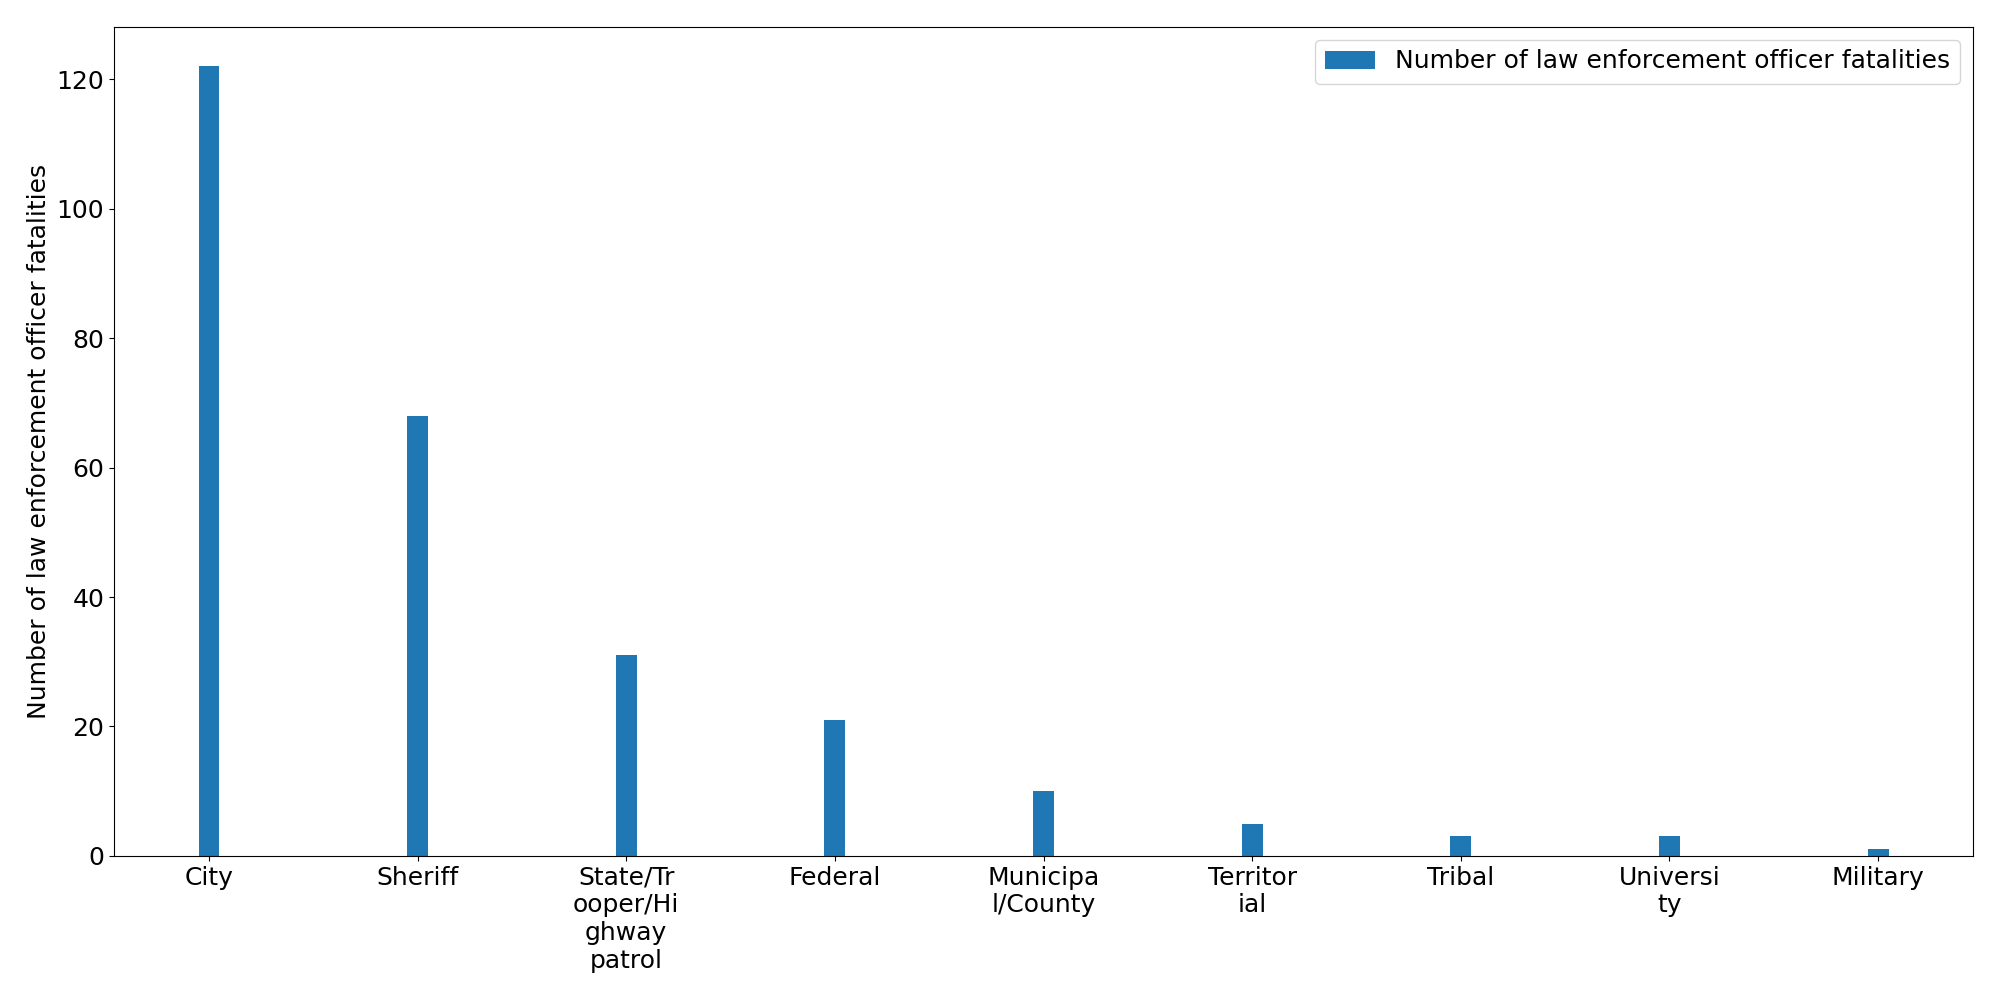 Number of law enforcement officer fatalities
Number of law enforcement officer fatalities
120
100
80
60
40
20
0
City
Sheriff
State/Tr
ooper/Hi
ghway
patrol
Federal
Municipa
l/County
Territor
ial
Tribal
Universi
ty
Military